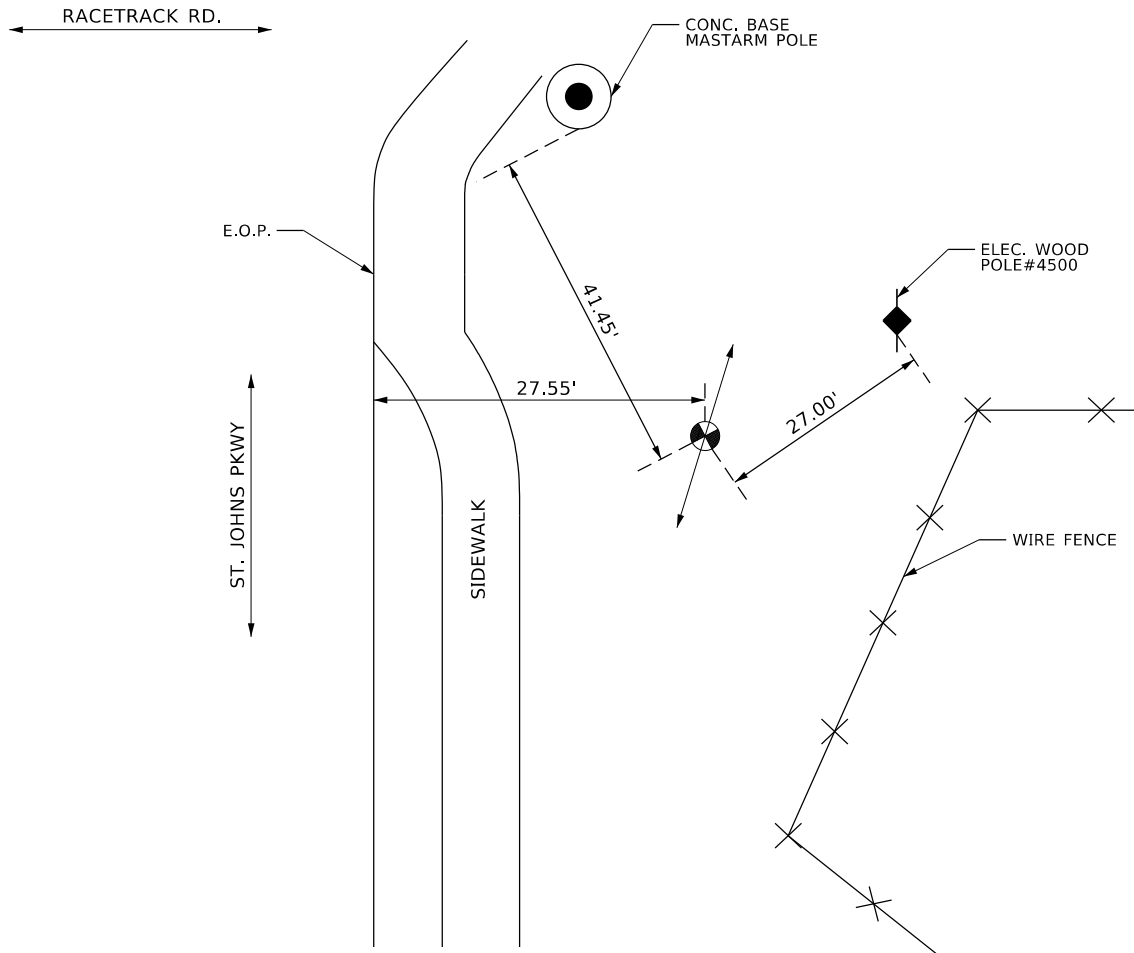 RACETRACK RD.
CONC. BASE
MASTARM POLE
E.O.P.
ELEC. WOOD
POLE#4500
41.45'
27.55'
27.00'
ST. JOHNS PKWY
SIDEWALK
WIRE FENCE